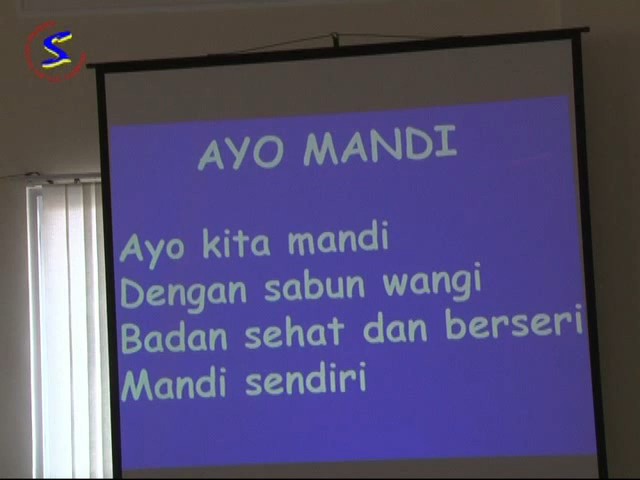 S
AYO MANDI
Ayo kita mandi
Dengan sabun wangi
Badan sehat dan berseri
Mandi sendiri